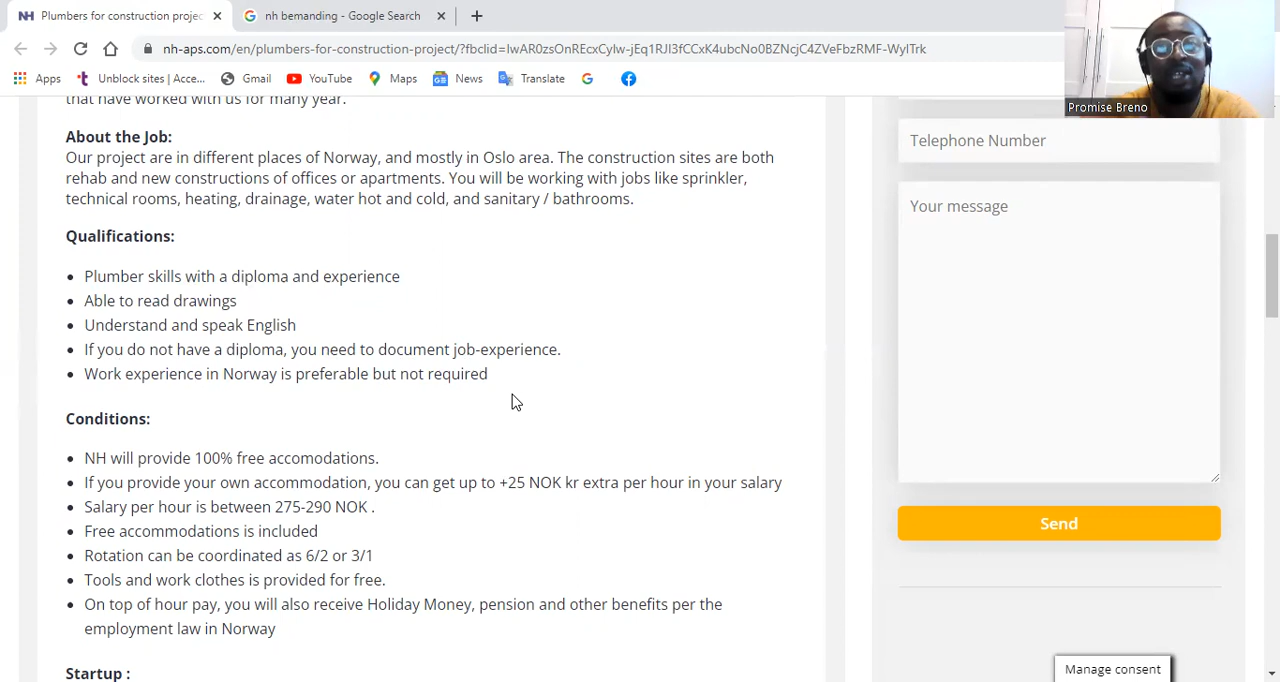 Plumbers for construction projec
nh bemanding - Google Search
nh-aps.com/en/plumbers-for-construction-project/?fbclid=IwAR0zsOnREcxCyIw-jEq1RJI3fCCxK4ubcNo0BZNcjC4ZVeFbzRMF-WyITrk
Apps
Unblock sites | Acce...
Gmail
YouTube
Maps
News
Translate
Promise Breno
that have worked with us for many year.
About the Job:
Our project are in different places of Norway, and mostly in Oslo area. The construction sites are both
rehab and new constructions of offices or apartments. You will be working with jobs like sprinkler,
technical rooms, heating, drainage, water hot and cold, and sanitary / bathrooms.
Qualifications:
Plumber skills with a diploma and experience
Able to read drawings
Understand and speak English
If you do not have a diploma, you need to document job-experience.
Work experience in Norway is preferable but not required
Conditions:
NH will provide 100% free accomodations.
If you provide your own accommodation, you can get up to +25 NOK kr extra per hour in your salary
Salary per hour is between 275-290 NOK .
Free accommodations is included
Rotation can be coordinated as 6/2 or 3/1
Tools and work clothes is provided for free.
On top of hour pay, you will also receive Holiday Money, pension and other benefits per the
employment law in Norway
Startup :
Telephone Number
Your message
Send
Manage consent